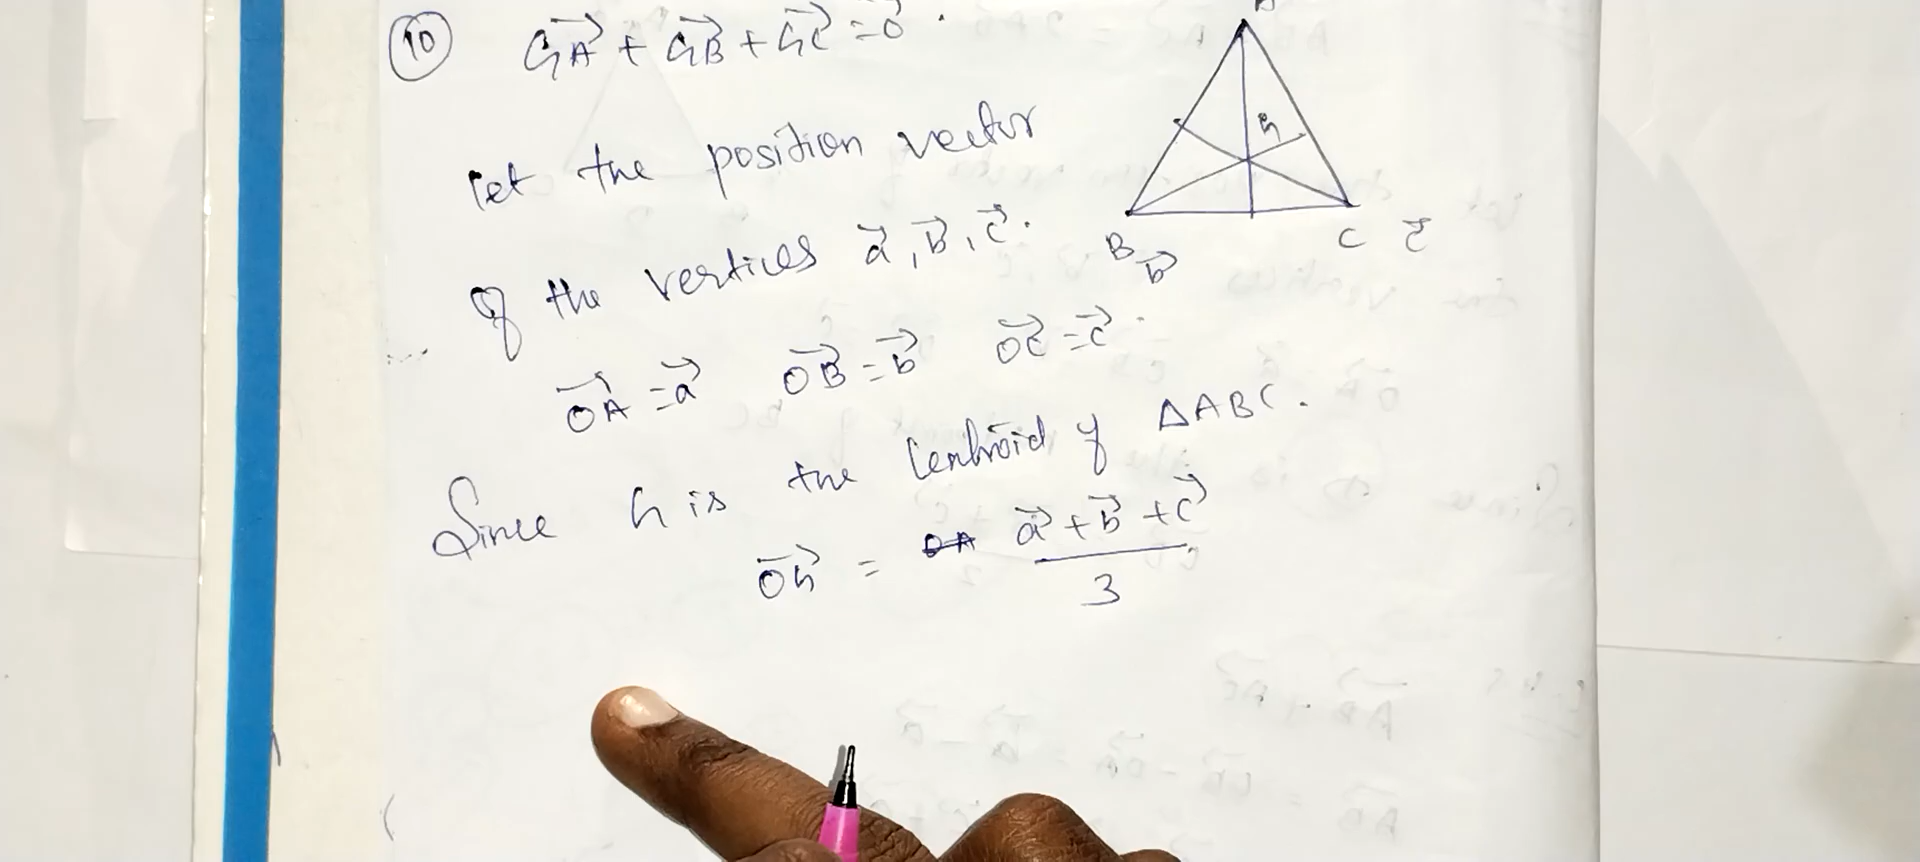 10 GA⃗ + GB⃗ + GC⃗ = 0⃗.
let the position vector
of the vertices a⃗, b⃗, c⃗.
OA⃗ = a⃗ OB⃗ = b⃗ OC⃗ = c⃗.
Since G is the Centroid of ΔABC.
OG⃗ = a⃗ + b⃗ + c⃗ / 3
G
B b⃗ C c⃗